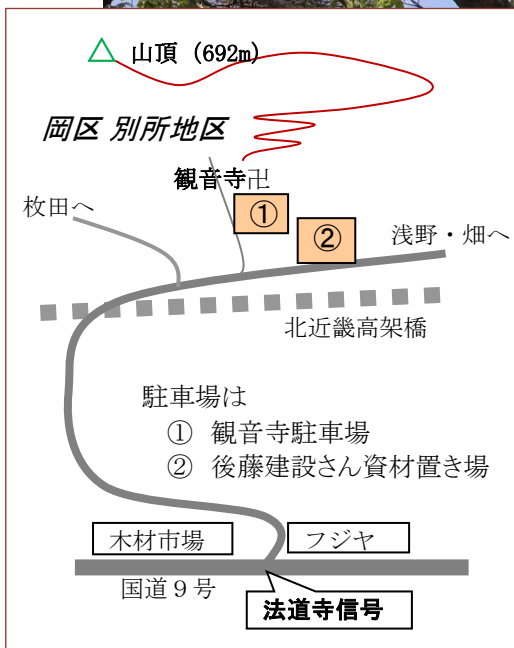 山頂 (692m)
岡区 別所地区
観音寺卍
枚田へ
①
②
浅野・畑へ
北近畿高架橋
駐車場は
① 観音寺駐車場
② 後藤建設さん資材置き場
木材市場
フジヤ
国道９号
法道寺信号